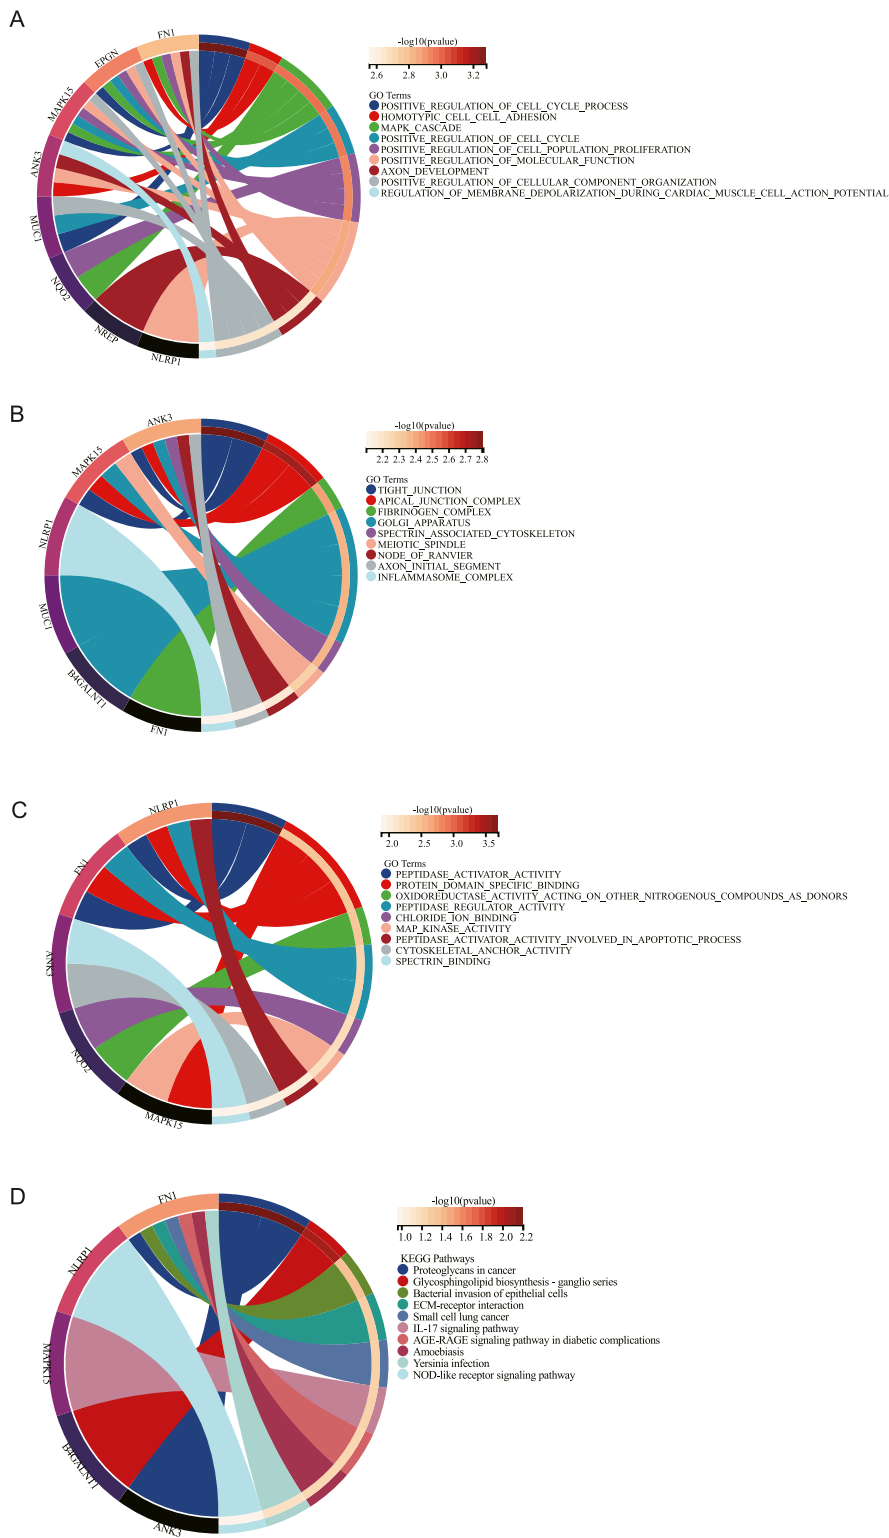 A
FN1
EPGN
MAPK15
ANK3
MUC1
NQO2
NREP
NLRP1
-log10(pvalue)
2.6 2.8 3.0 3.2
GO Terms
POSITIVE_REGULATION_OF_CELL_CYCLE_PROCESS
HOMOTYPIC_CELL_CELL_ADHESION
MAPK_CASCADE
POSITIVE_REGULATION_OF_CELL_CYCLE
POSITIVE_REGULATION_OF_CELL_POPULATION_PROLIFERATION
POSITIVE_REGULATION_OF_MOLECULAR_FUNCTION
AXON_DEVELOPMENT
POSITIVE_REGULATION_OF_CELLULAR_COMPONENT_ORGANIZATION
REGULATION_OF_MEMBRANE_DEPOLARIZATION_DURING_CARDIAC_MUSCLE_CELL_ACTION_POTENTIAL
B
ANK3
MAPK15
NLRP1
MUC1
B4GALNT1
FN1
-log10(pvalue)
2.2 2.3 2.4 2.5 2.6 2.7 2.8
GO Terms
TIGHT_JUNCTION
APICAL_JUNCTION_COMPLEX
FIBRINOGEN_COMPLEX
GOLGI_APPARATUS
SPECTRIN_ASSOCIATED_CYTOSKELETON
MEIOTIC_SPINDLE
NODE_OF_RANVIER
AXON_INITIAL_SEGMENT
INFLAMMASOME_COMPLEX
C
NLRP1
FN1
ANK3
NQO2
MAPK15
-log10(pvalue)
2.0 2.5 3.0 3.5
GO Terms
PEPTIDASE_ACTIVATOR_ACTIVITY
PROTEIN_DOMAIN_SPECIFIC_BINDING
OXIDOREDUCTASE_ACTIVITY_ACTING_ON_OTHER_NITROGENOUS_COMPOUNDS_AS_DONORS
PEPTIDASE_REGULATOR_ACTIVITY
CHLORIDE_ION_BINDING
MAP_KINASE_ACTIVITY
PEPTIDASE_ACTIVATOR_ACTIVITY_INVOLVED_IN_APOPTOTIC_PROCESS
CYTOSKELETAL_ANCHOR_ACTIVITY
SPECTRIN_BINDING
D
FN1
NLRP1
MAPK15
B4GALNT1
ANK3
-log10(pvalue)
1.0 1.2 1.4 1.6 1.8 2.0 2.2
KEGG Pathways
Proteoglycans in cancer
Glycosphingolipid biosynthesis - ganglio series
Bacterial invasion of epithelial cells
ECM-receptor interaction
Small cell lung cancer
IL-17 signaling pathway
AGE-RAGE signaling pathway in diabetic complications
Amoebiasis
Yersinia infection
NOD-like receptor signaling pathway